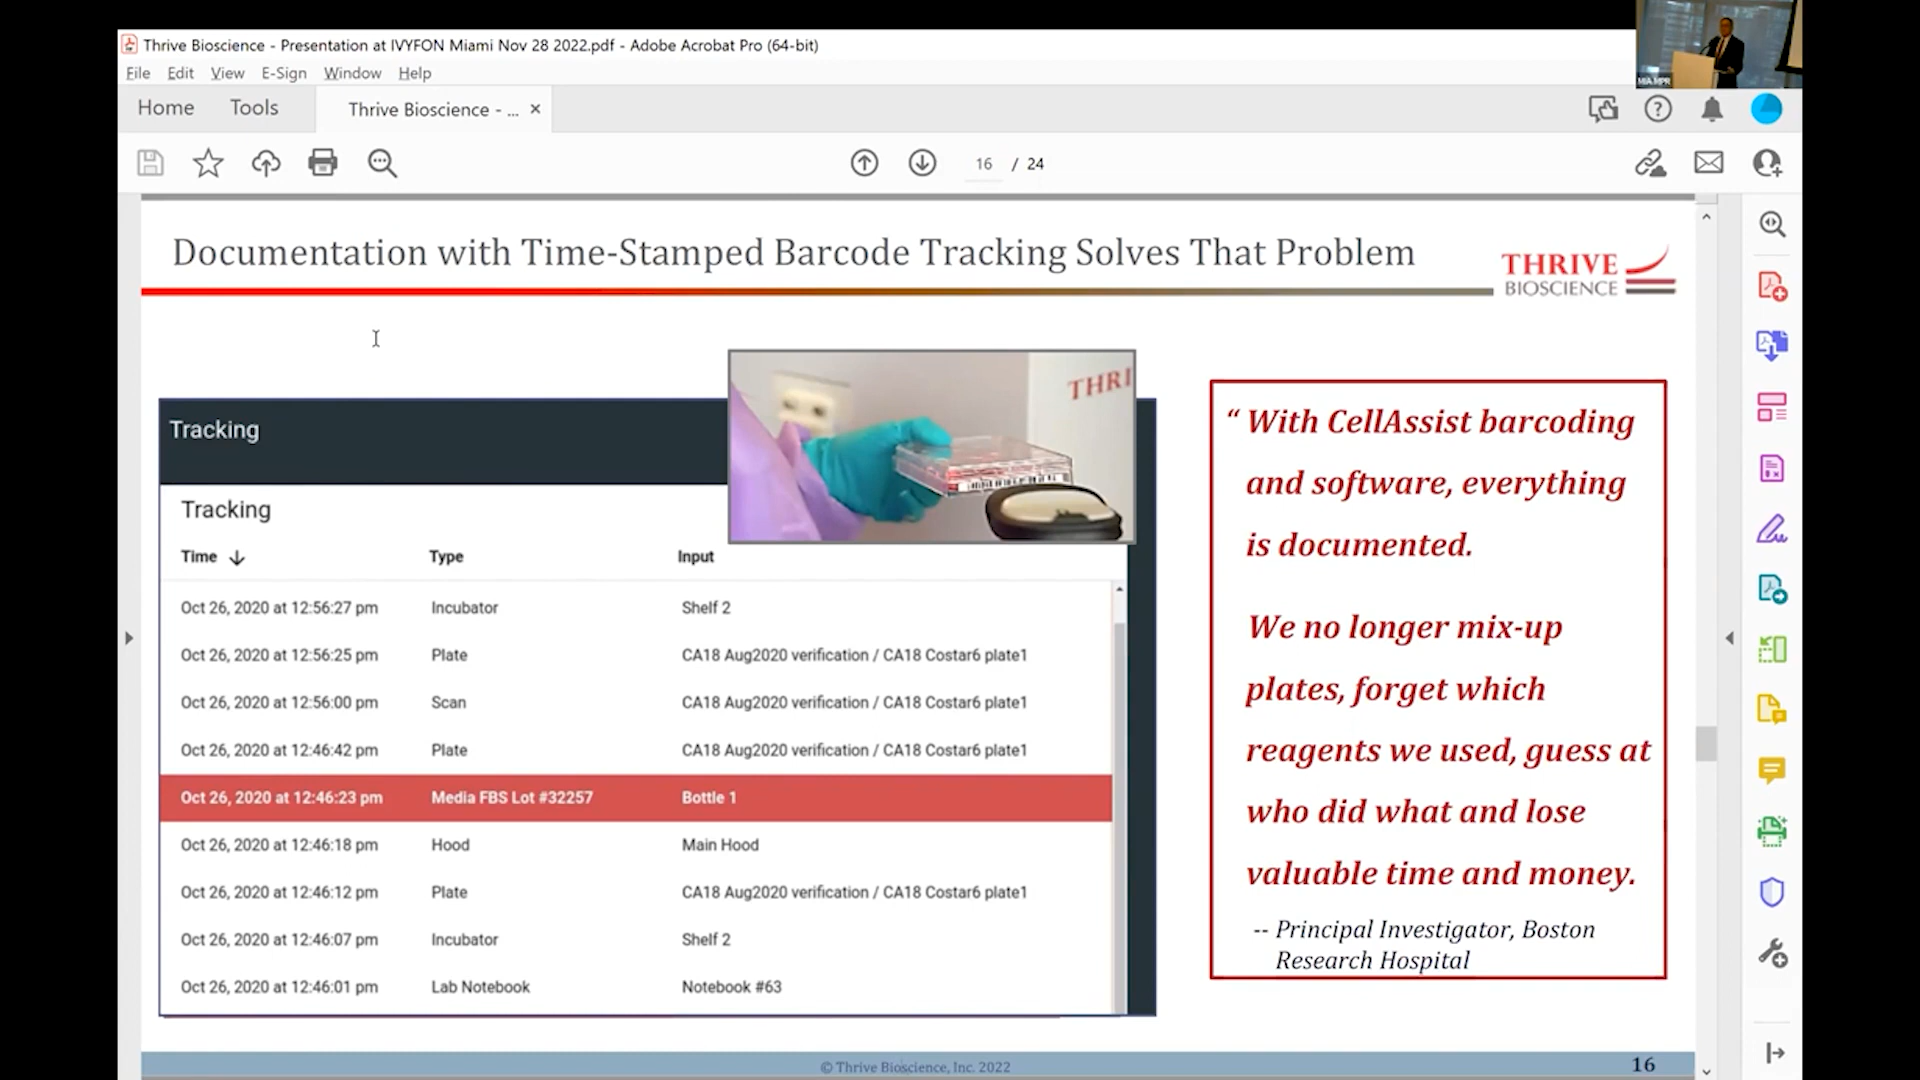 Thrive Bioscience - Presentation at IVYFON Miami Nov 28 2022.pdf - Adobe Acrobat Pro (64-bit)
MIA MPR
File Edit View E-Sign Window Help
Home Tools Thrive Bioscience - ... ×
16 / 24
Documentation with Time-Stamped Barcode Tracking Solves That Problem
THRIVE
BIOSCIENCE
THRI
Tracking
Tracking
Time Type Input
Oct 26, 2020 at 12:56:27 pm Incubator Shelf 2
Oct 26, 2020 at 12:56:25 pm Plate CA18 Aug2020 verification / CA18 Costar6 plate1
Oct 26, 2020 at 12:56:00 pm Scan CA18 Aug2020 verification / CA18 Costar6 plate1
Oct 26, 2020 at 12:46:42 pm Plate CA18 Aug2020 verification / CA18 Costar6 plate1
Oct 26, 2020 at 12:46:23 pm Media FBS Lot #32257 Bottle 1
Oct 26, 2020 at 12:46:18 pm Hood Main Hood
Oct 26, 2020 at 12:46:12 pm Plate CA18 Aug2020 verification / CA18 Costar6 plate1
Oct 26, 2020 at 12:46:07 pm Incubator Shelf 2
Oct 26, 2020 at 12:46:01 pm Lab Notebook Notebook #63
“ With CellAssist barcoding
and software, everything
is documented.
We no longer mix-up
plates, forget which
reagents we used, guess at
who did what and lose
valuable time and money.
-- Principal Investigator, Boston
Research Hospital
© Thrive Bioscience, Inc. 2022
16